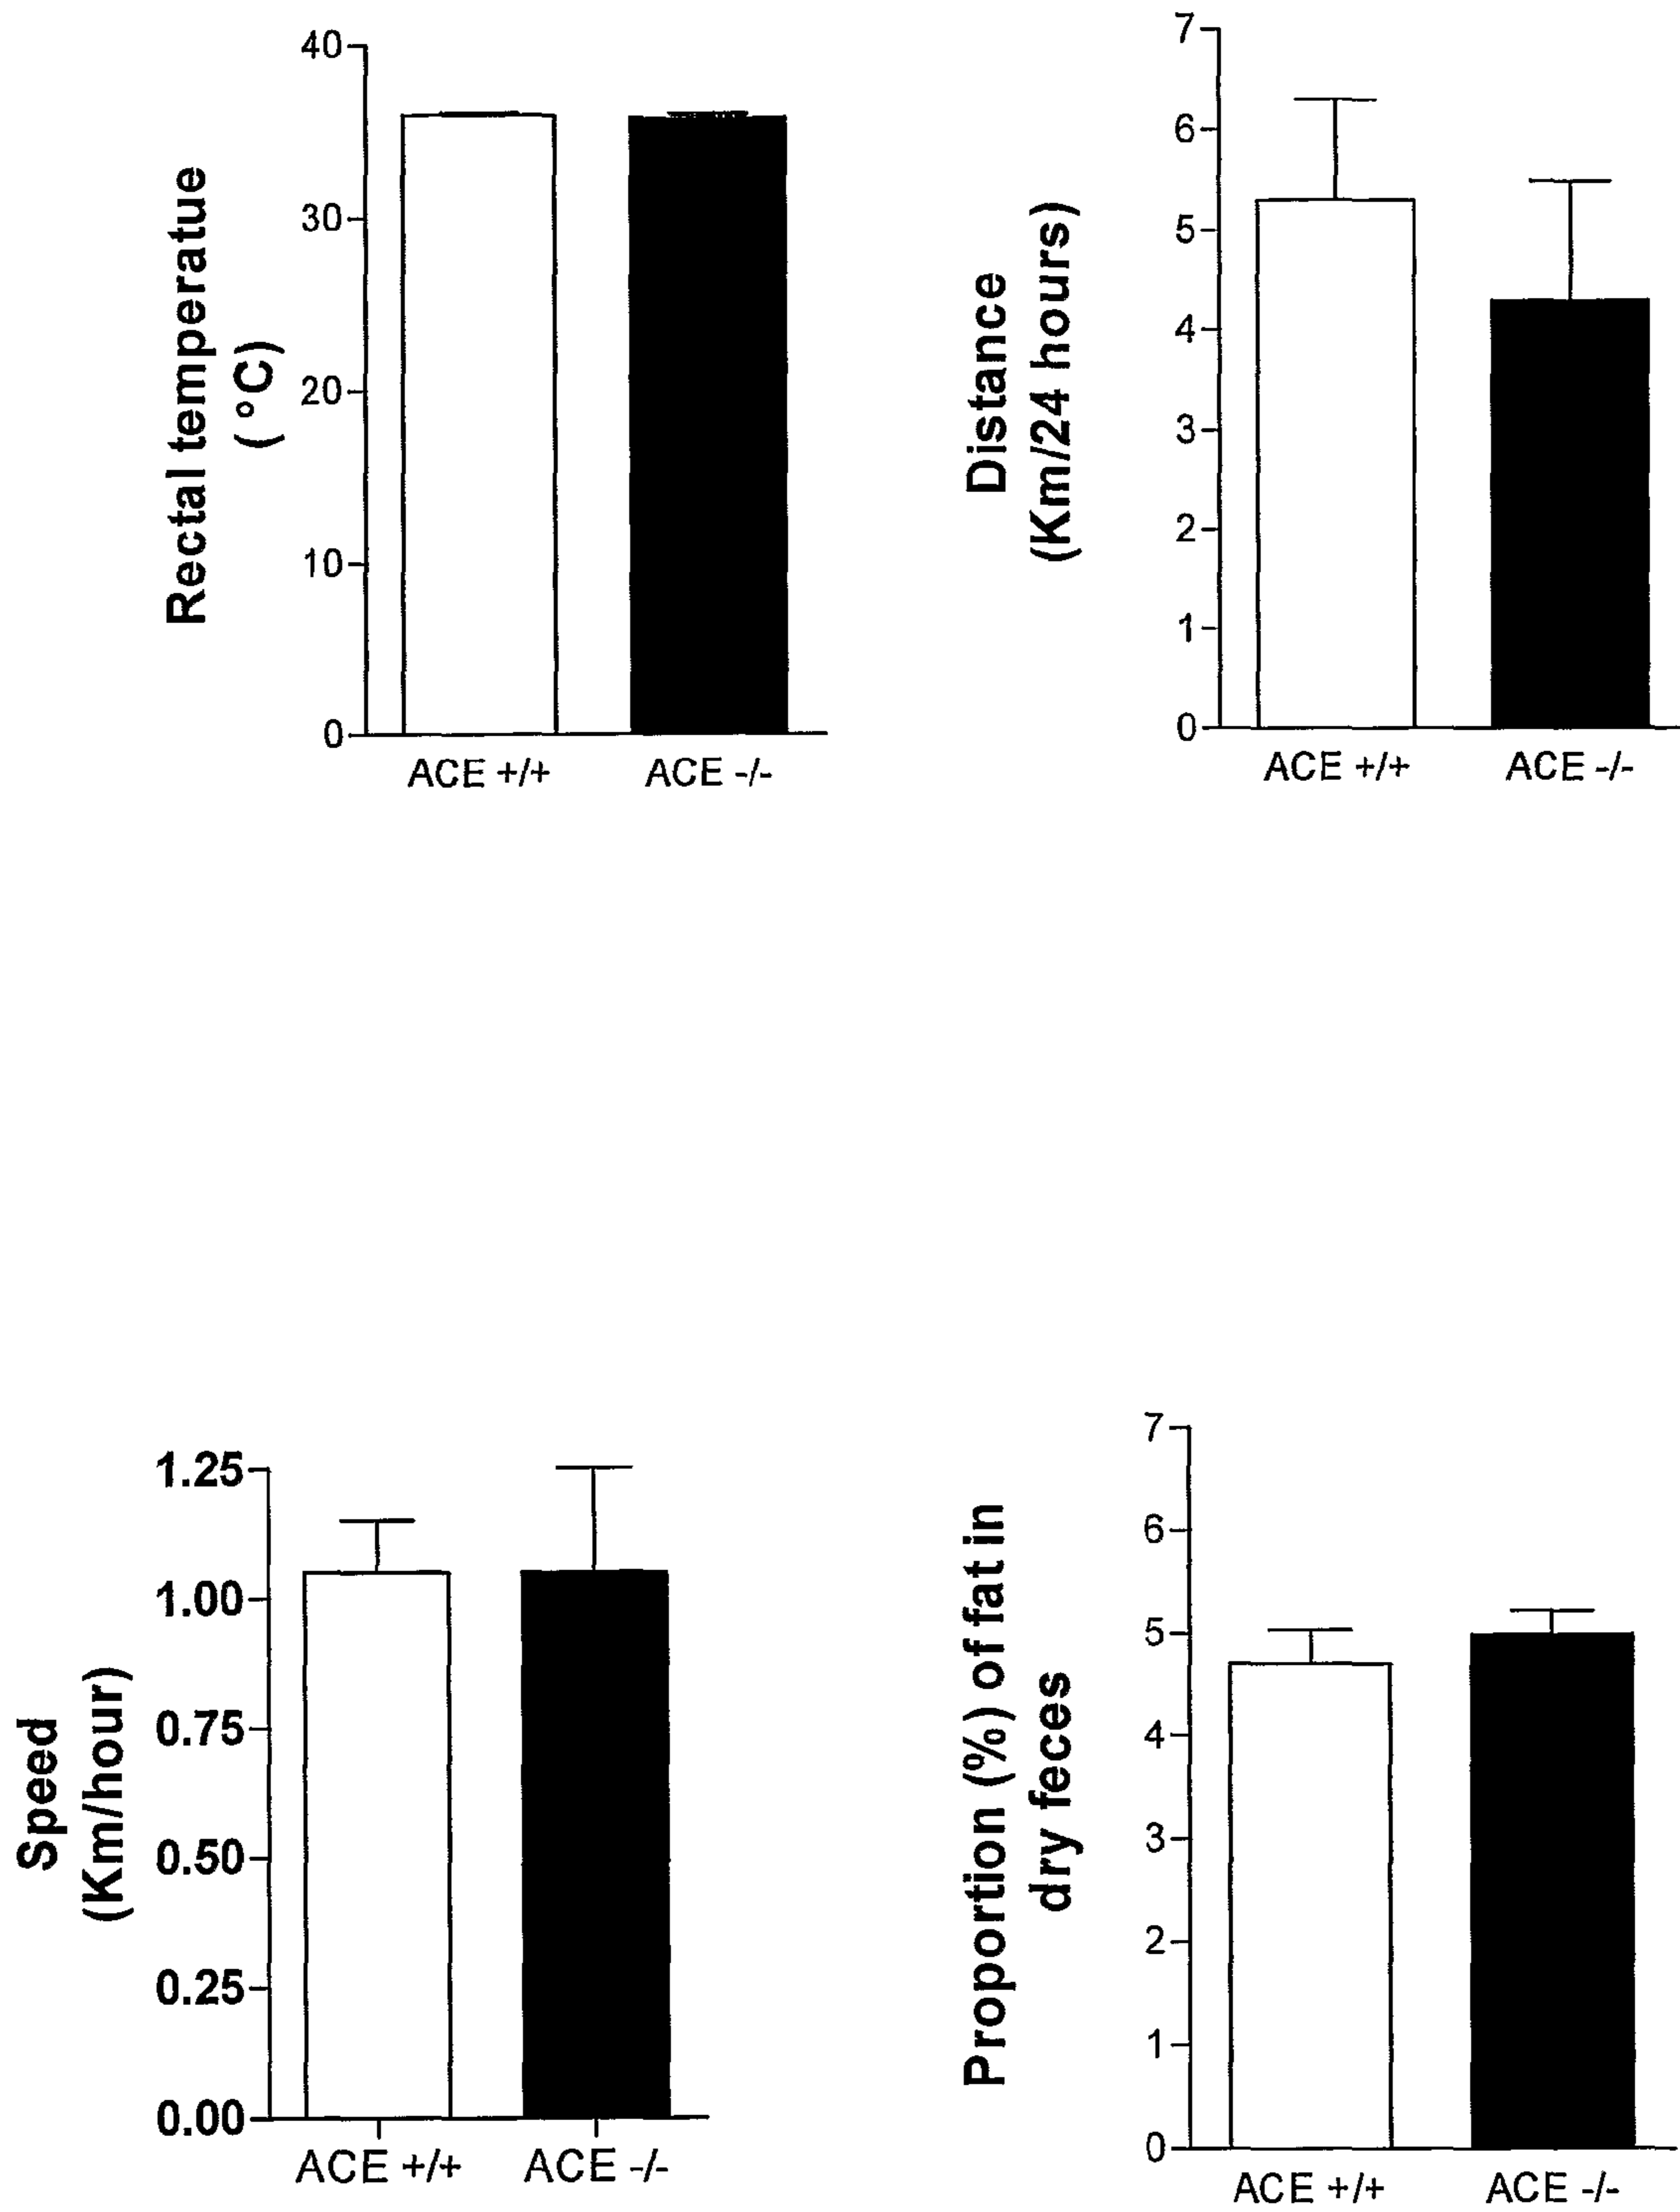 Rectal temperatue
( °C)
40
30
20
10
0
ACE +/+
ACE -/-
Distance
(Km/24 hours)
7
6
5
4
3
2
1
0
ACE +/+
ACE -/-
Speed
(Km/hour)
1.25
1.00
0.75
0.50
0.25
0.00
ACE +/+
ACE -/-
Proportion (%) of fat in
dry feces
7
6
5
4
3
2
1
0
ACE +/+
ACE -/-